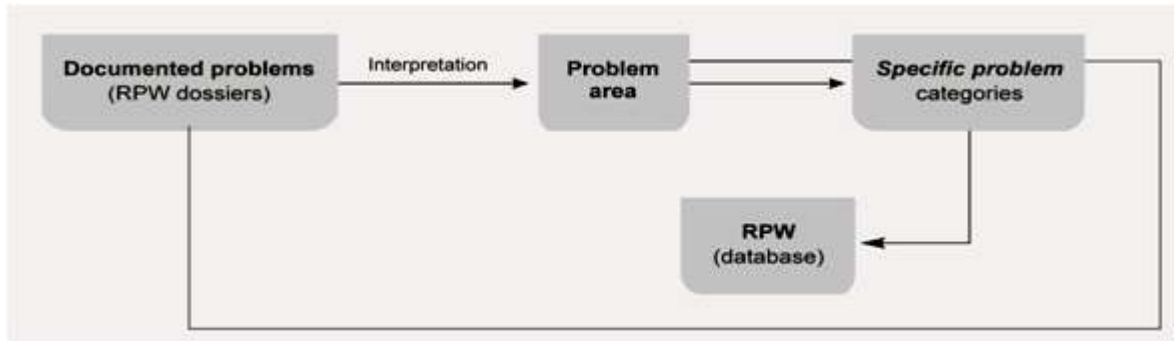 Documented problems
(RPW dossiers)
Interpretation
Problem
area
Specific problem
categories
RPW
(database)